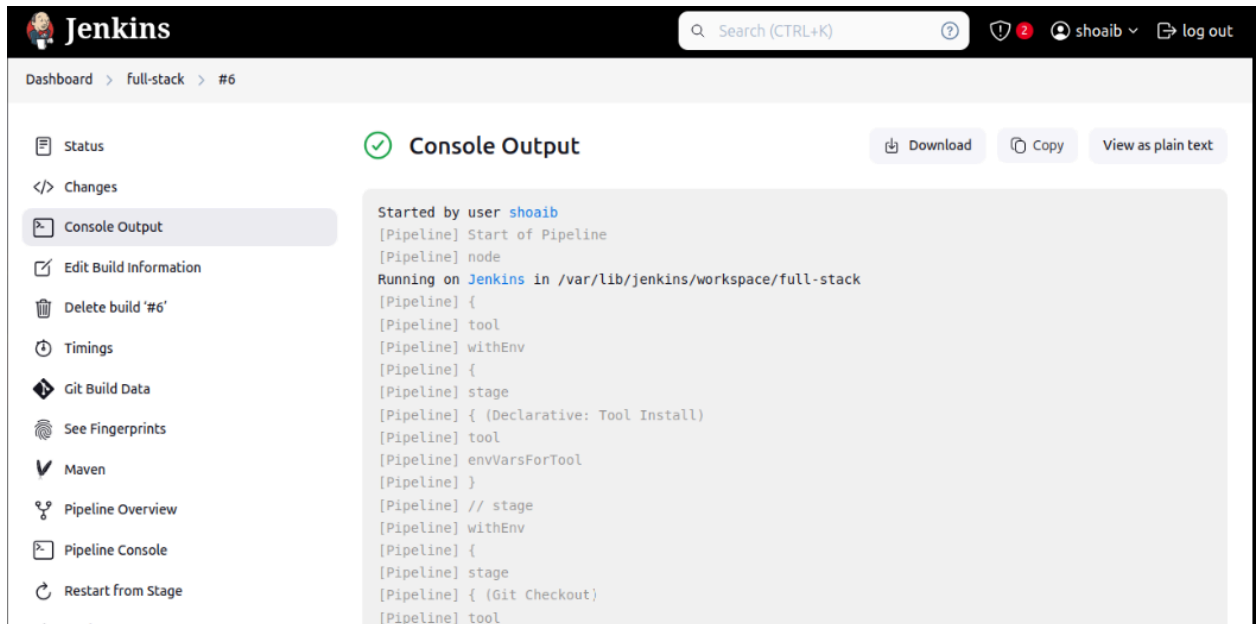 Jenkins
Search (CTRL+K)
2
shoaib
log out
Dashboard > full-stack > #6
Status
Changes
Console Output
Edit Build Information
Delete build ‘#6’
Timings
Git Build Data
See Fingerprints
Maven
Pipeline Overview
Pipeline Console
Restart from Stage
Console Output
Download
Copy
View as plain text
Started by user shoaib
[Pipeline] Start of Pipeline
[Pipeline] node
Running on Jenkins in /var/lib/jenkins/workspace/full-stack
[Pipeline] {
[Pipeline] tool
[Pipeline] withEnv
[Pipeline] {
[Pipeline] stage
[Pipeline] { (Declarative: Tool Install)
[Pipeline] tool
[Pipeline] envVarsForTool
[Pipeline] }
[Pipeline] // stage
[Pipeline] withEnv
[Pipeline] {
[Pipeline] stage
[Pipeline] { (Git Checkout)
[Pipeline] tool